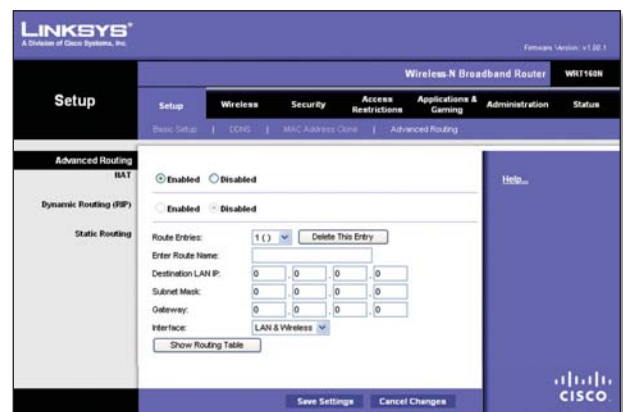 LINKSYS®
A Division of Cisco Systems, Inc.
Firmware Version: v1.00.1
Wireless-N Broadband Router WRT160N
Setup
Setup Wireless Security Access Restrictions Applications & Gaming Administration Status
Basic Setup | DDNS | MAC Address Clone | Advanced Routing
Advanced Routing
NAT
Enabled Disabled
Help...
Dynamic Routing (RIP)
Enabled Disabled
Static Routing
Route Entries: 1 ( ) Delete This Entry
Enter Route Name:
Destination LAN IP: 0 . 0 . 0 . 0
Subnet Mask: 0 . 0 . 0 . 0
Gateway: 0 . 0 . 0 . 0
Interface: LAN & Wireless
Show Routing Table
Save Settings Cancel Changes
CISCO